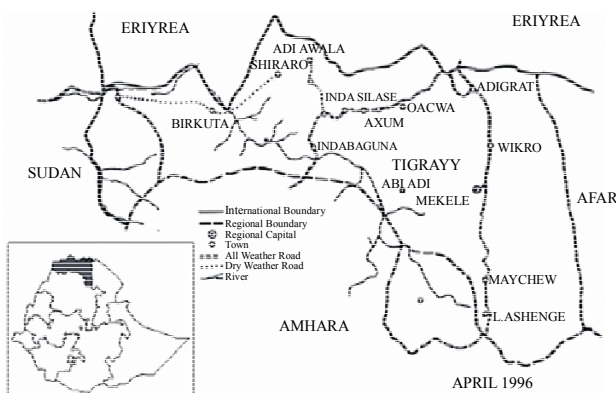 ERIYREA
ERIYREA
ADI AWALA
SHIRARO
ADIGRAT
INDA SILASE
OACWA
AXUM
BIRKUTA
INDABAGUNA
WIKRO
TIGRAYY
SUDAN
ABI ADI
MEKELE
AFAR
International Boundary
Regional Boundary
Regional Capital
Town
All Weather Road
Dry Weather Road
River
MAYCHEW
L.ASHENGE
AMHARA
APRIL 1996